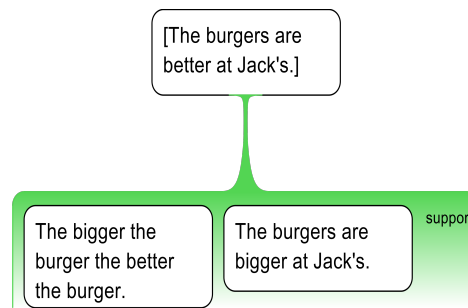 [The burgers are
better at Jack's.]
The bigger the
burger the better
the burger.
The burgers are
bigger at Jack's.
suppor